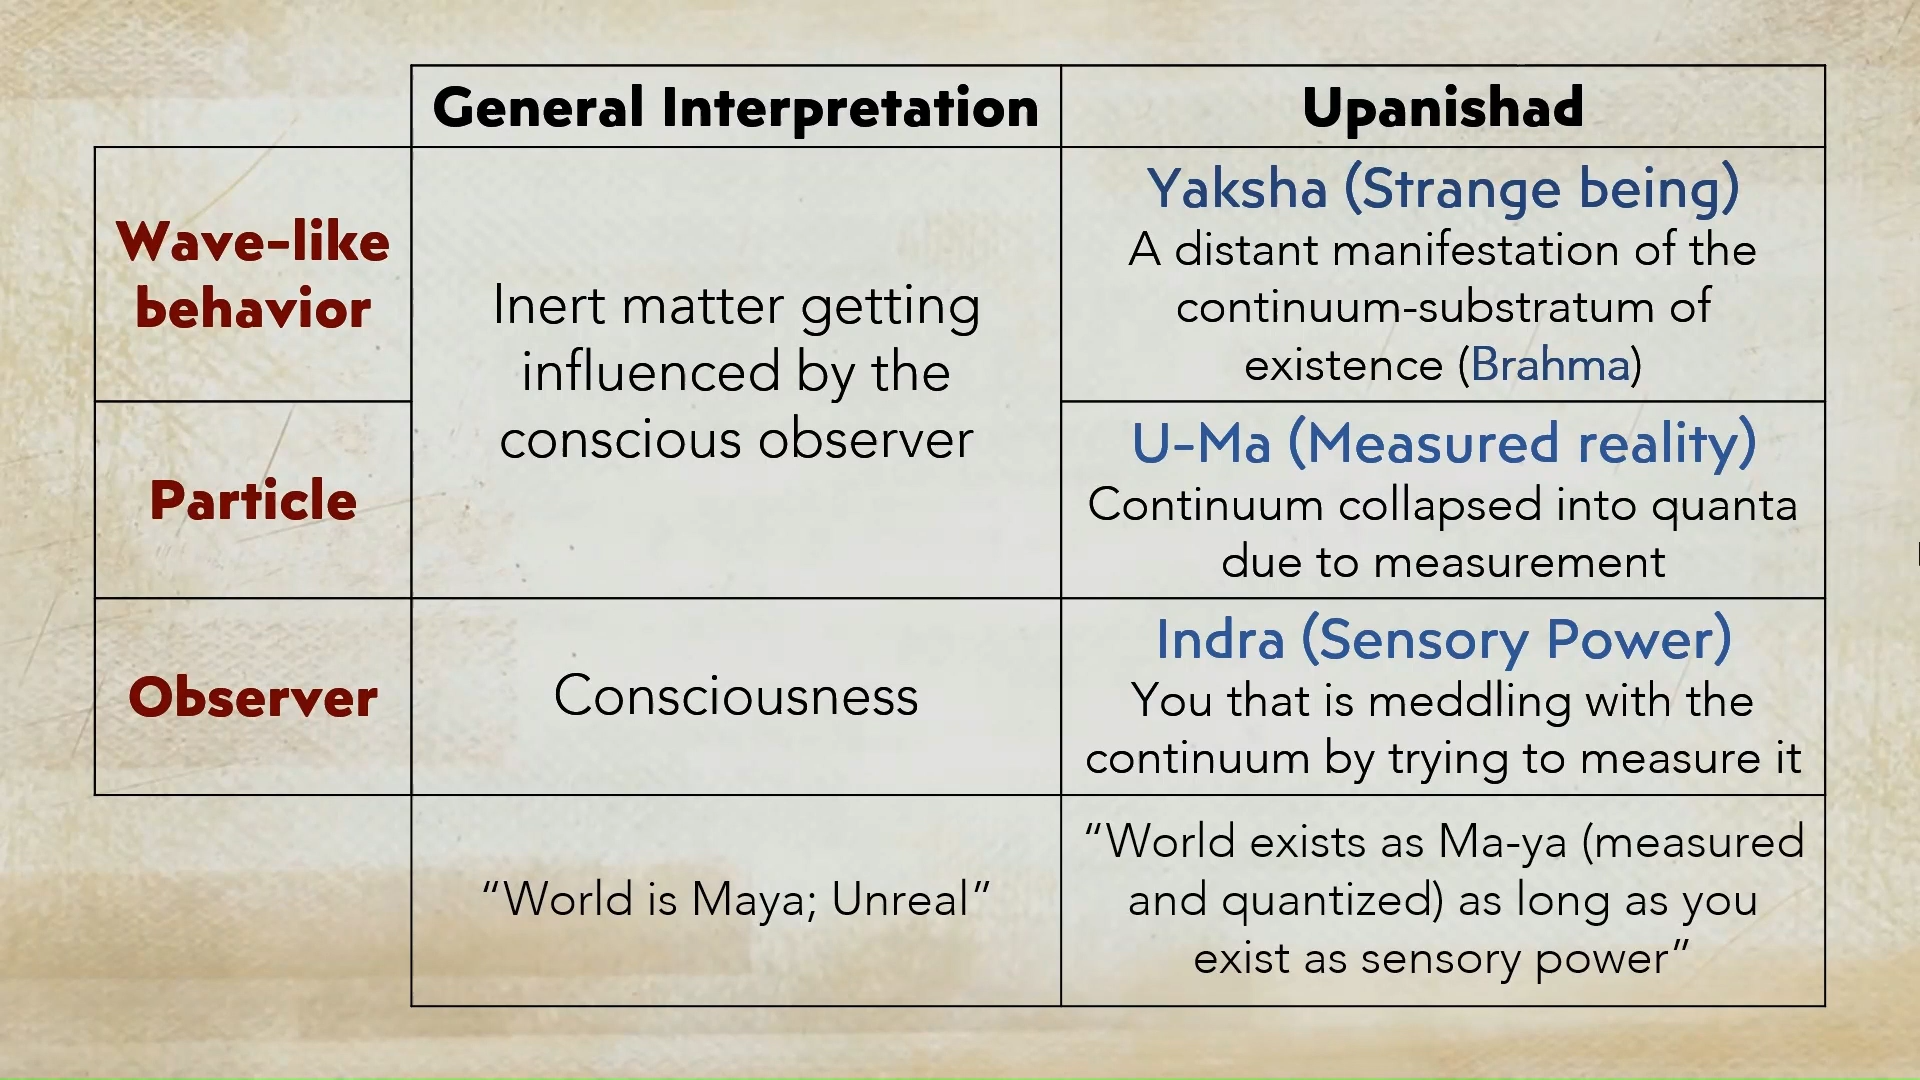 General Interpretation
Upanishad
Wave-like
behavior
Inert matter getting
influenced by the
conscious observer
Yaksha (Strange being)
A distant manifestation of the
continuum-substratum of
existence (Brahma)
Particle
U-Ma (Measured reality)
Continuum collapsed into quanta
due to measurement
Observer
Consciousness
Indra (Sensory Power)
You that is meddling with the
continuum by trying to measure it
“World is Maya; Unreal”
“World exists as Ma-ya (measured
and quantized) as long as you
exist as sensory power”